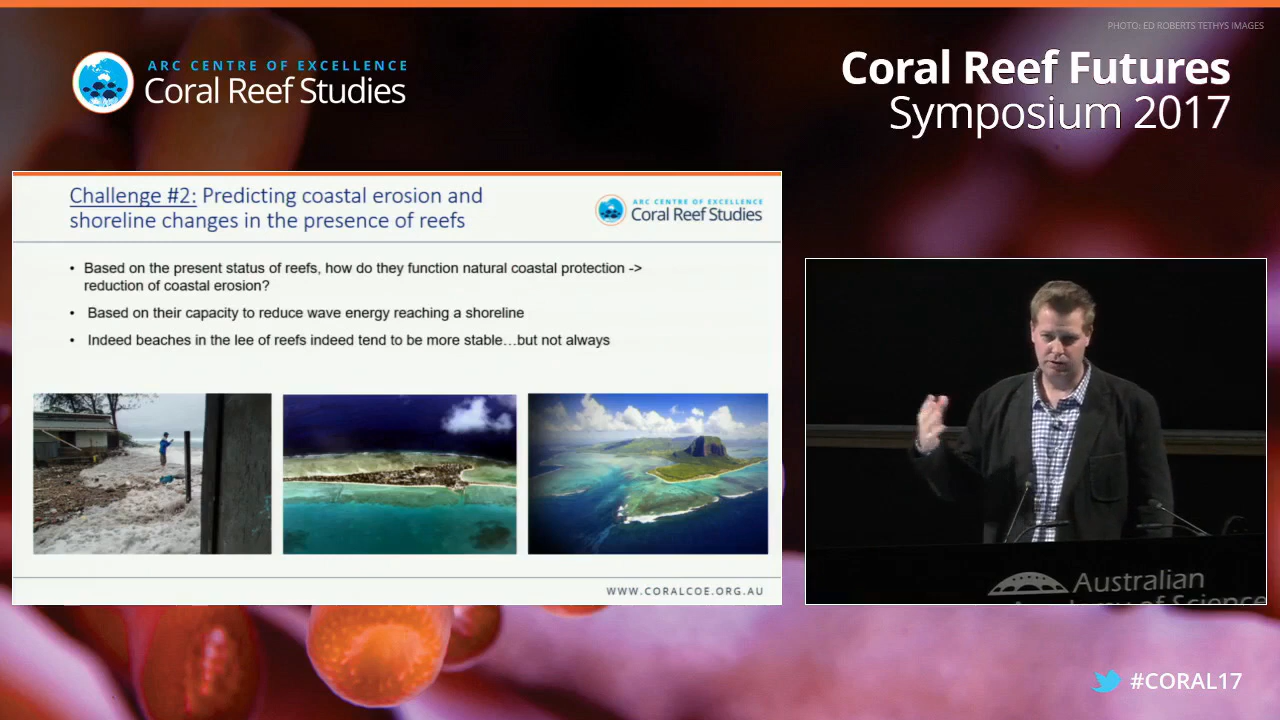 PHOTO: ED ROBERTS TETHYS IMAGES
ARC CENTRE OF EXCELLENCE
Coral Reef Studies
Coral Reef Futures
Symposium 2017
Challenge #2: Predicting coastal erosion and
shoreline changes in the presence of reefs
ARC CENTRE OF EXCELLENCE
Coral Reef Studies
• Based on the present status of reefs, how do they function natural coastal protection ->
reduction of coastal erosion?
• Based on their capacity to reduce wave energy reaching a shoreline
• Indeed beaches in the lee of reefs indeed tend to be more stable…but not always
WWW.CORALCOE.ORG.AU
Australian
Academy of Science
#CORAL17